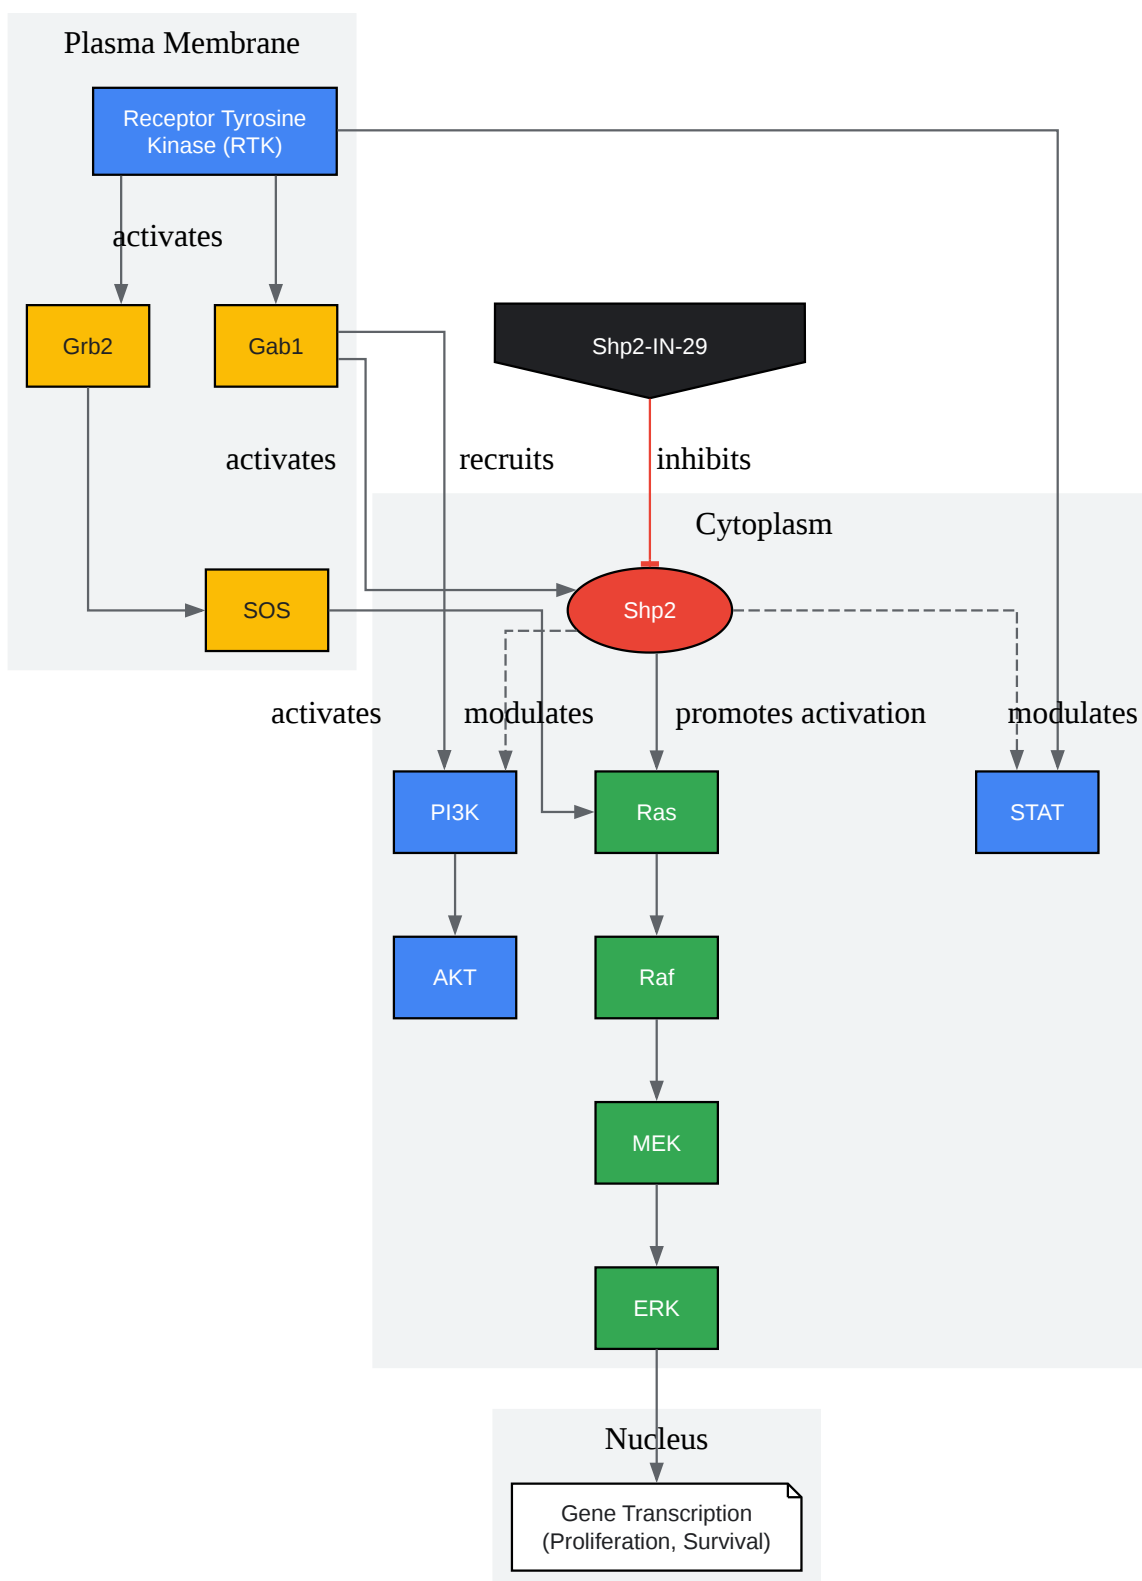 Plasma Membrane
Receptor Tyrosine
Kinase (RTK)
activates
Grb2
Gab1
Shp2-IN-29
activates
recruits
inhibits
Cytoplasm
SOS
Shp2
activates
modulates
promotes activation
modulates
PI3K
Ras
STAT
AKT
Raf
MEK
ERK
Nucleus
Gene Transcription
(Proliferation, Survival)